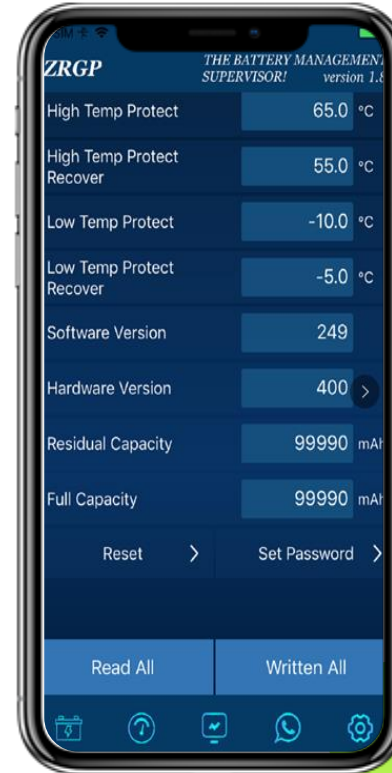 SIM
ZRGP
THE BATTERY MANAGEMENT
SUPERVISOR! version 1.8
High Temp Protect 65.0 °C
High Temp Protect
Recover 55.0 °C
Low Temp Protect -10.0 °C
Low Temp Protect
Recover -5.0 °C
Software Version 249
Hardware Version 400
Residual Capacity 99990 mAh
Full Capacity 99990 mAh
Reset Set Password
Read All Written All